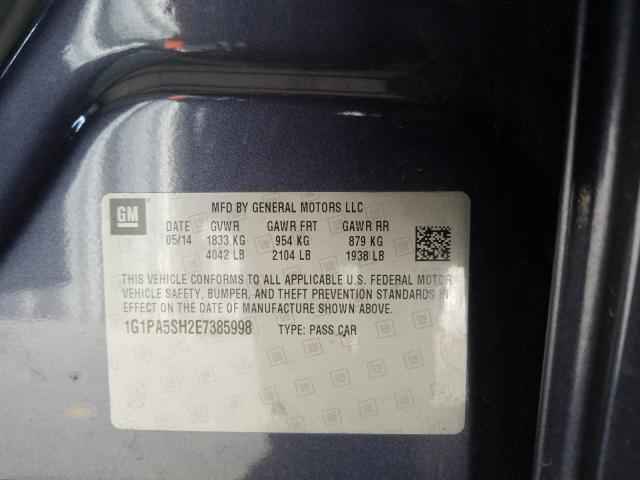 GM
MFD BY GENERAL MOTORS LLC
DATE GVWR GAWR FRT GAWR RR
05/14 1833 KG 954 KG 879 KG
4042 LB 2104 LB 1938 LB
THIS VEHICLE CONFORMS TO ALL APPLICABLE U.S. FEDERAL MOTOR
VEHICLE SAFETY, BUMPER, AND THEFT PREVENTION STANDARDS IN
EFFECT ON THE DATE OF MANUFACTURE SHOWN ABOVE.
1G1PA5SH2E7385998 TYPE: PASS CAR